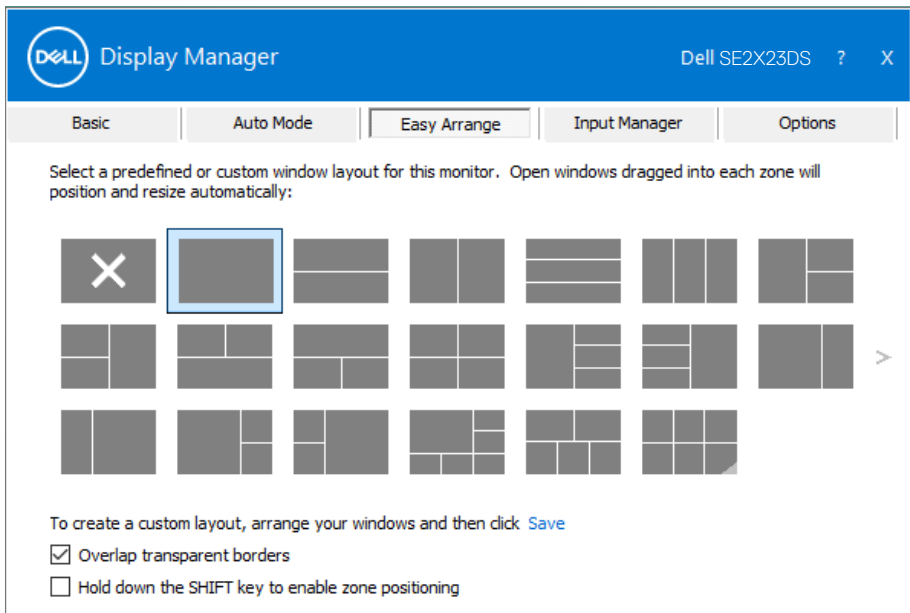 DELL Display Manager Dell SE2X23DS ? X
Basic Auto Mode Easy Arrange Input Manager Options
Select a predefined or custom window layout for this monitor.  Open windows dragged into each zone will
position and resize automatically:
>
To create a custom layout, arrange your windows and then click Save
Overlap transparent borders
Hold down the SHIFT key to enable zone positioning